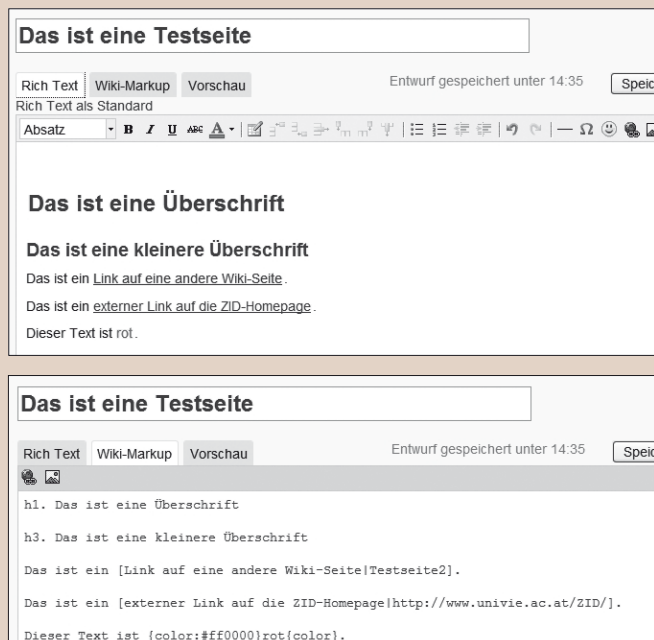 Das ist eine Testseite
Rich Text Wiki-Markup Vorschau Entwurf gespeichert unter 14:35
Rich Text als Standard
Absatz B I U ABC A Ω
Das ist eine Überschrift
Das ist eine kleinere Überschrift
Das ist ein Link auf eine andere Wiki-Seite.
Das ist ein externer Link auf die ZID-Homepage.
Dieser Text ist rot.
Das ist eine Testseite
Rich Text Wiki-Markup Vorschau Entwurf gespeichert unter 14:35
h1. Das ist eine Überschrift
h3. Das ist eine kleinere Überschrift
Das ist ein [Link auf eine andere Wiki-Seite|Testseite2].
Das ist ein [externer Link auf die ZID-Homepage|http://www.univie.ac.at/ZID/].
Dieser Text ist {color:#ff0000}rot{color}.